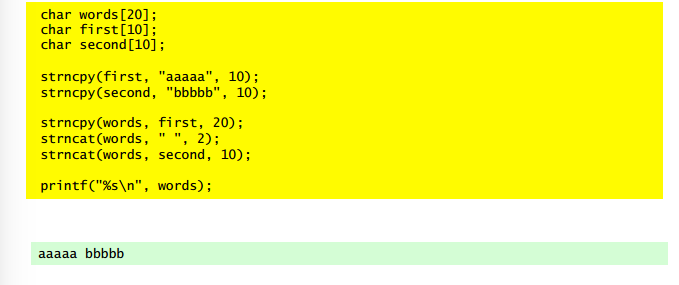 char words[20];
char first[10];
char second[10];
strncpy(first, "aaaaa", 10);
strncpy(second, "bbbbb", 10);
strncpy(words, first, 20);
strncat(words, " ", 2);
strncat(words, second, 10);
printf("%s\n", words);
aaaaa bbbbb